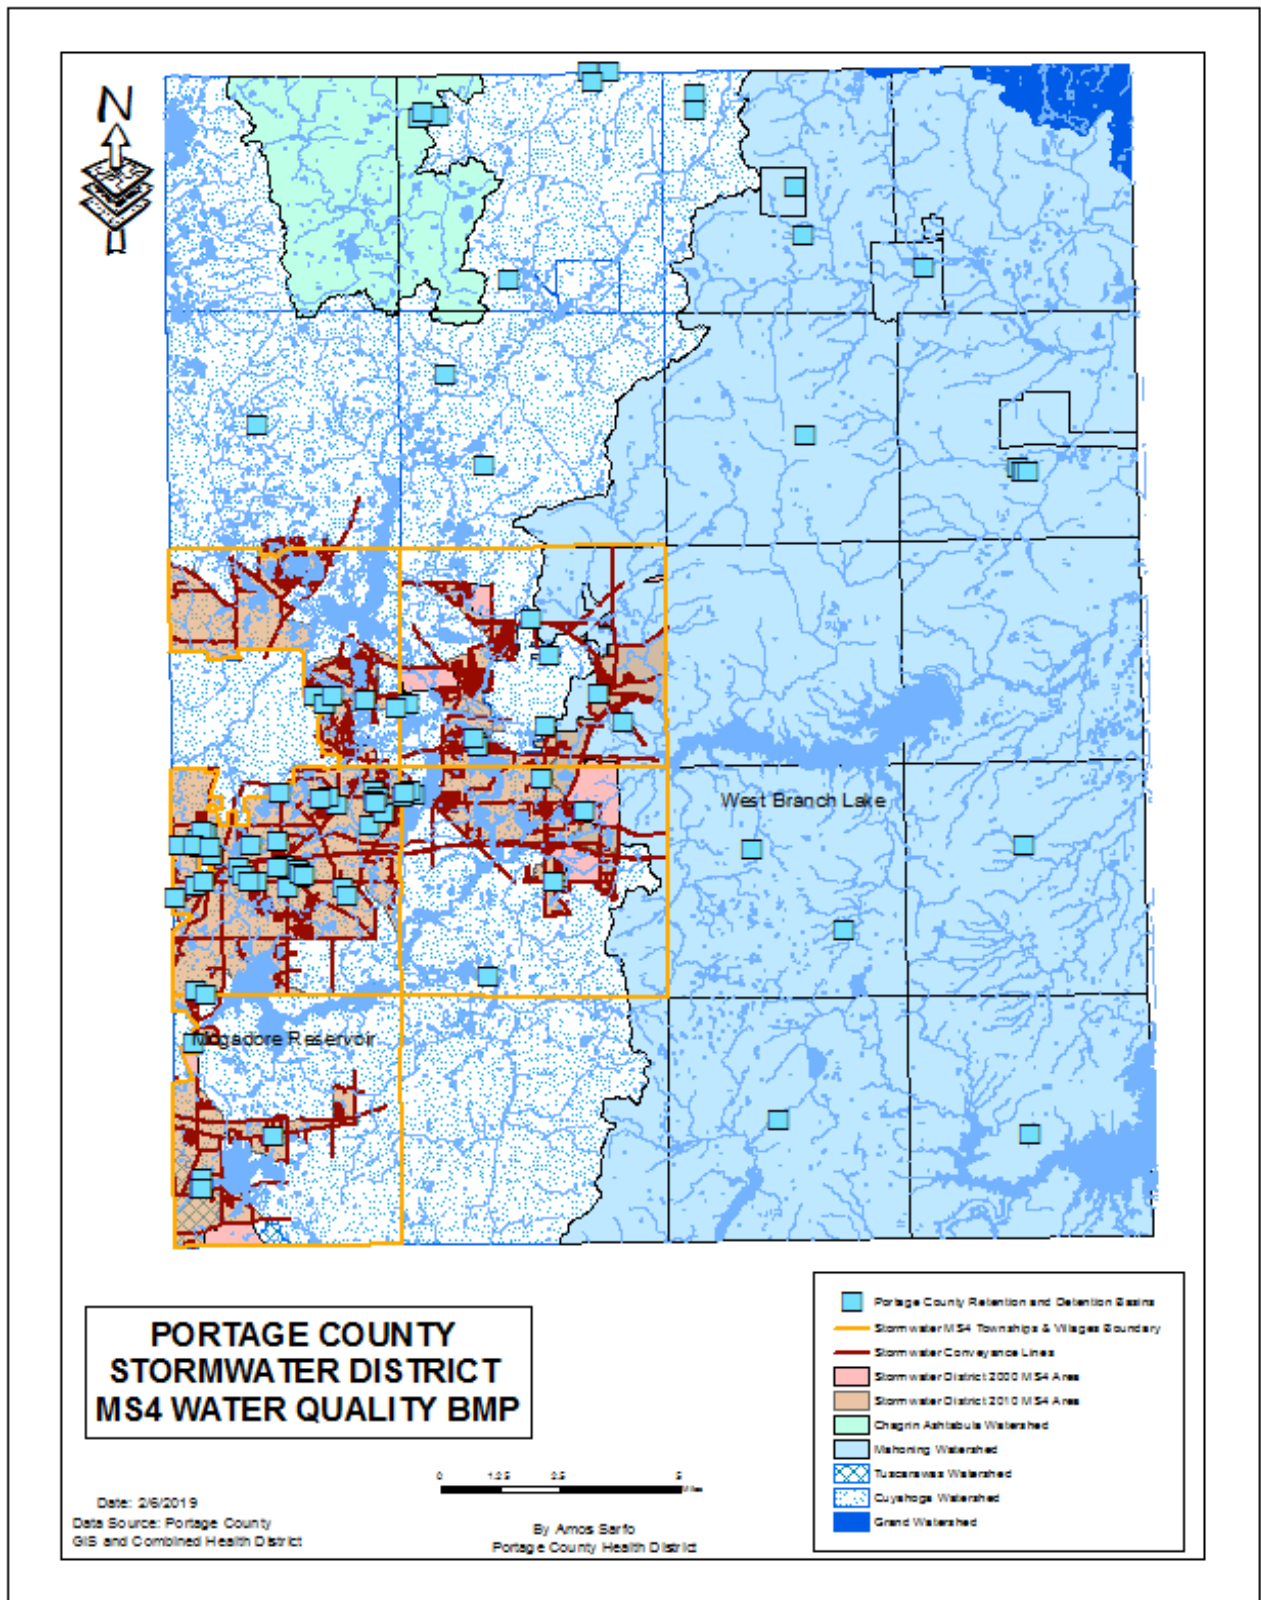 N
West Branch Lake
Mogadore Reservoir
PORTAGE COUNTY
STORMWATER DISTRICT
MS4 WATER QUALITY BMP
Portage County Retention and Detention Basins
Stormwater MS4 Townships & Villages Boundary
Stormwater Conveyance Lines
Stormwater District 2000 MS4 Area
Stormwater District 2010 MS4 Area
Chagrin Ashtabula Watershed
Mahoning Watershed
Tuscarawas Watershed
Cuyahoga Watershed
Grand Watershed
0 1.25 2.5 5
Miles
Date: 2/6/2019
Data Source: Portage County
GIS and Combined Health District
By Amos Sarfo
Portage County Health District